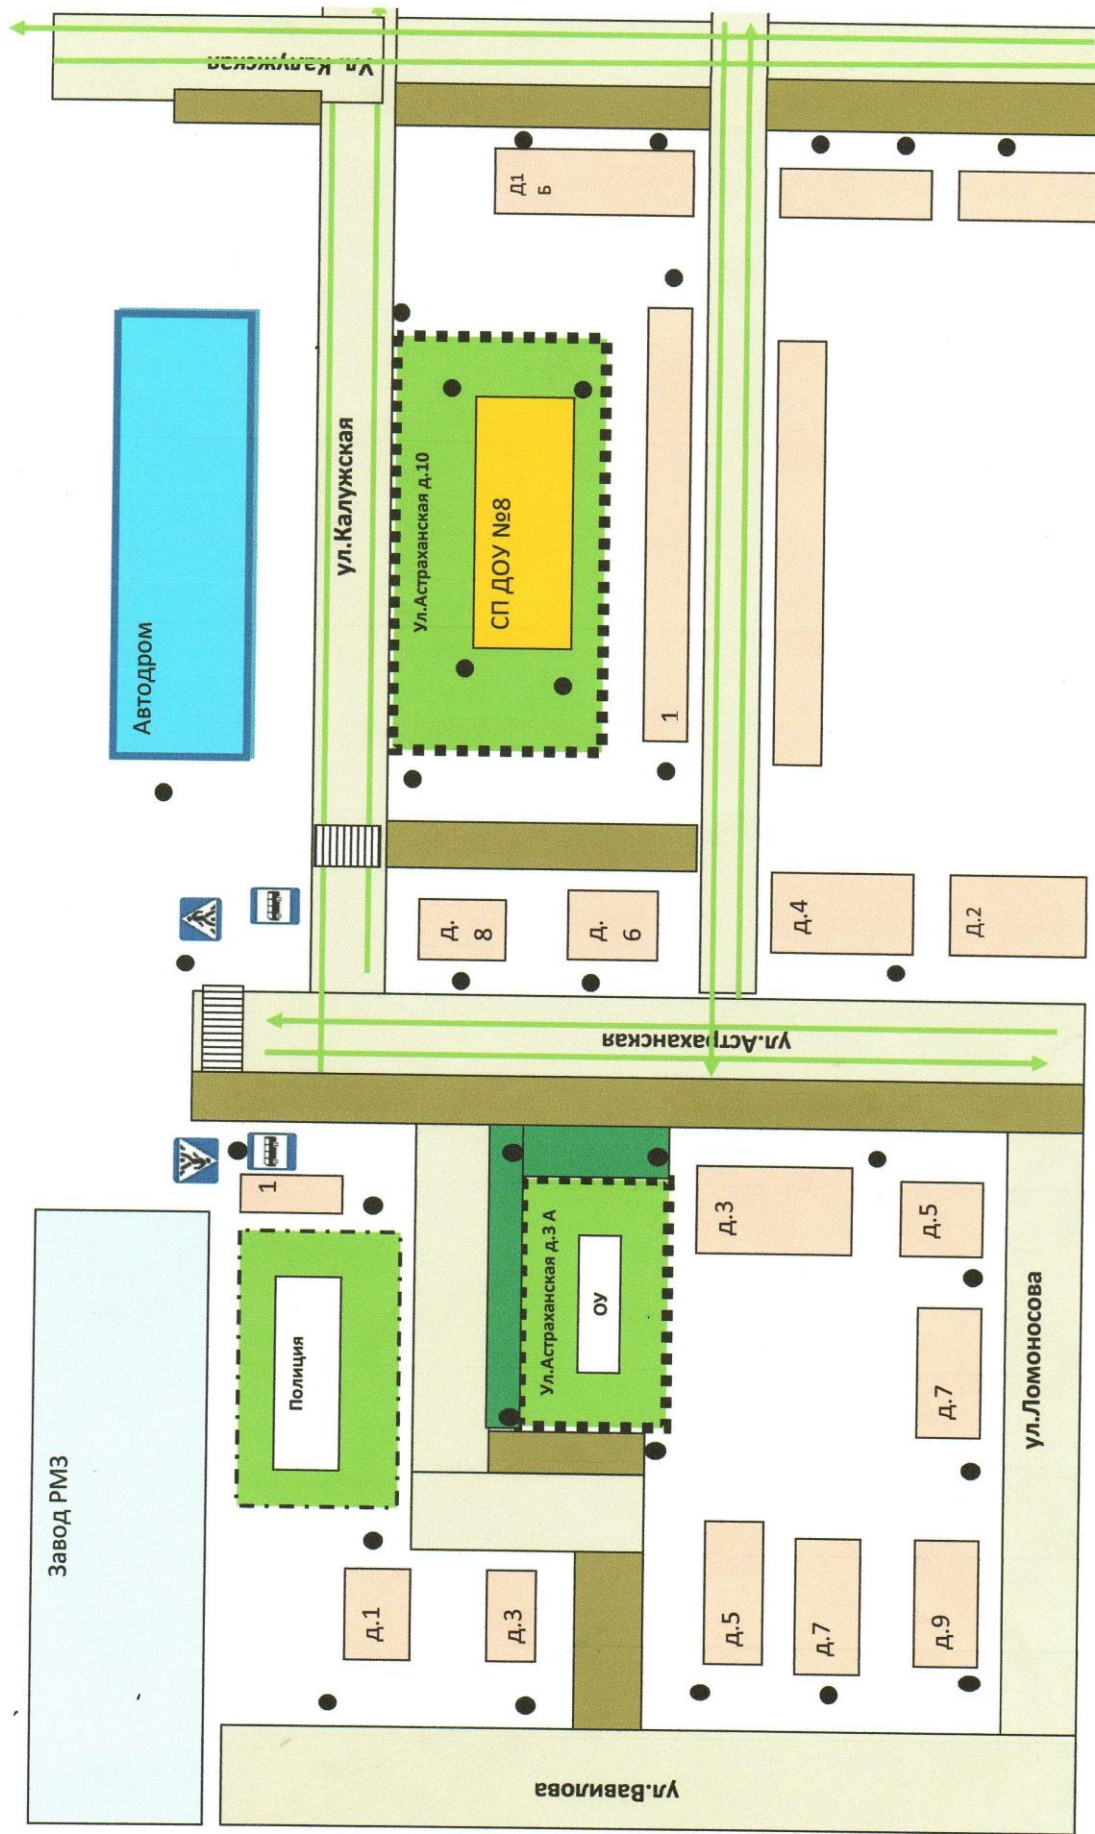 Завод РМЗ
Автодром
Ул. Калужская
ул.Калужская
Полиция
1
Д1
Б
Ул.Астраханская д.10
СП ДОУ №8
д.
8
д.
6
1
д.1
д.3
Ул.Астраханская д.3 А
ОУ
ул.Астраханская
д.4
д.2
д.3
д.5
д.7
д.5
д.7
д.9
ул.Ломоносова
ул.Вавилова